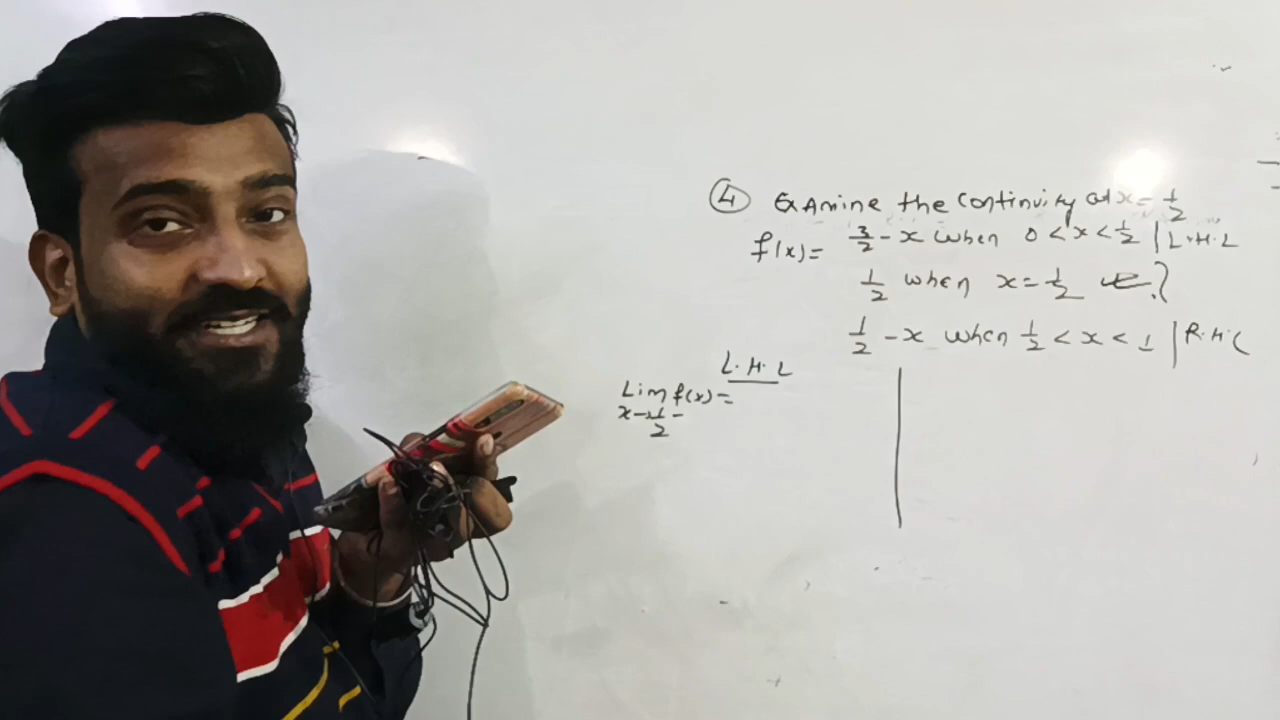 ④ Examine the continuity at x = 1/2
f(x) = 3/2 - x when 0 < x < 1/2 | L.H.L
1/2 when x = 1/2
1/2 - x when 1/2 < x < 1 | R.H.L
L.H.L
Lim f(x) =
x→1/2-